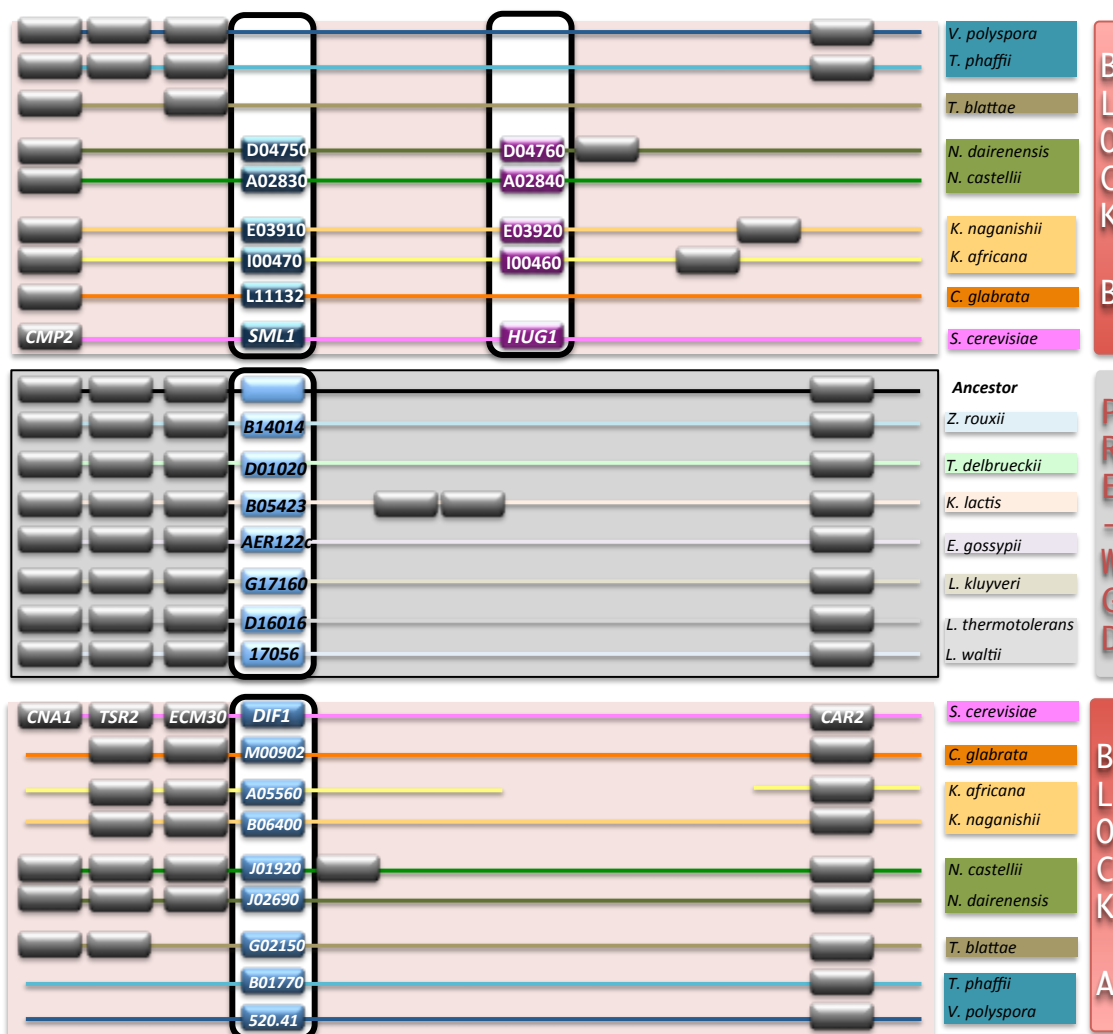 V. polyspora
T. phaffii
T. blattae
D04750 D04760 N. dairenensis
A02830 A02840 N. castellii
E03910 E03920 K. naganishii
I00470 I00460 K. africana
L11132 C. glabrata
CMP2 SML1 HUG1 S. cerevisiae
B
L
O
C
K
B
Ancestor
B14014 Z. rouxii
D01020 T. delbrueckii
B05423 K. lactis
AER122c E. gossypii
G17160 L. kluyveri
D16016 L. thermotolerans
17056 L. waltii
P
R
E
-
W
G
D
CNA1 TSR2 ECM30 DIF1 CAR2 S. cerevisiae
M00902 C. glabrata
A05560 K. africana
B06400 K. naganishii
J01920 N. castellii
J02690 N. dairenensis
G02150 T. blattae
B01770 T. phaffii
520.41 V. polyspora
B
L
O
C
K
A